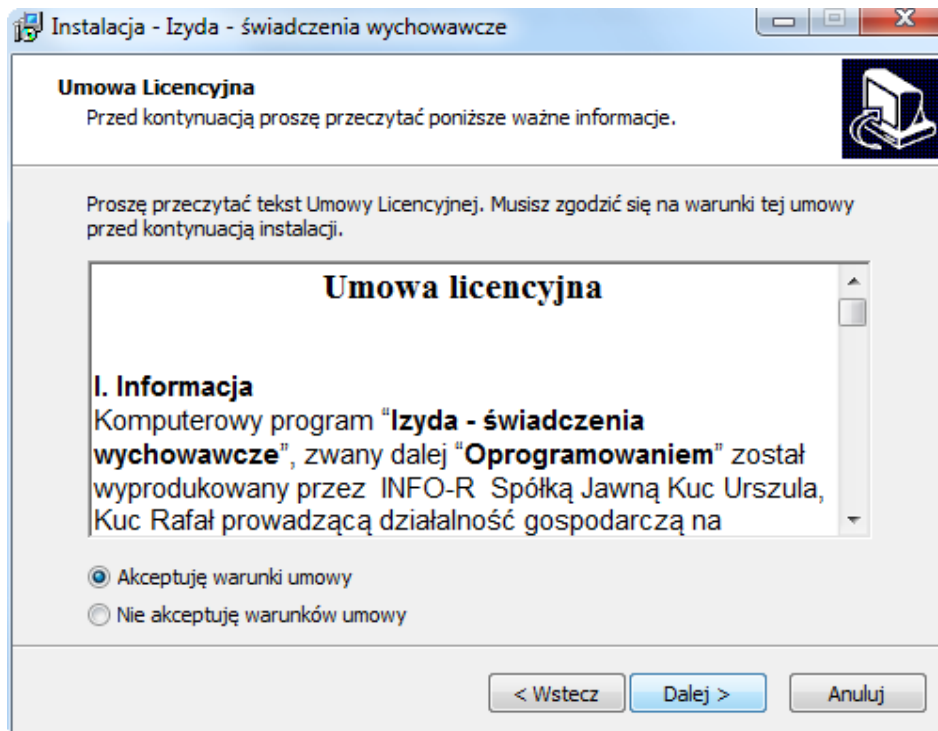 Instalacja - Izyda - świadczenia wychowawcze
Umowa Licencyjna
Przed kontynuacją proszę przeczytać poniższe ważne informacje.
Proszę przeczytać tekst Umowy Licencyjnej. Musisz zgodzić się na warunki tej umowy
przed kontynuacją instalacji.
Umowa licencyjna
I. Informacja
Komputerowy program “Izyda - świadczenia
wychowawcze”, zwany dalej “Oprogramowaniem” został
wyprodukowany przez INFO-R Spółką Jawną Kuc Urszula,
Kuc Rafał prowadzącą działalność gospodarczą na
Akceptuję warunki umowy
Nie akceptuję warunków umowy
< Wstecz
Dalej >
Anuluj